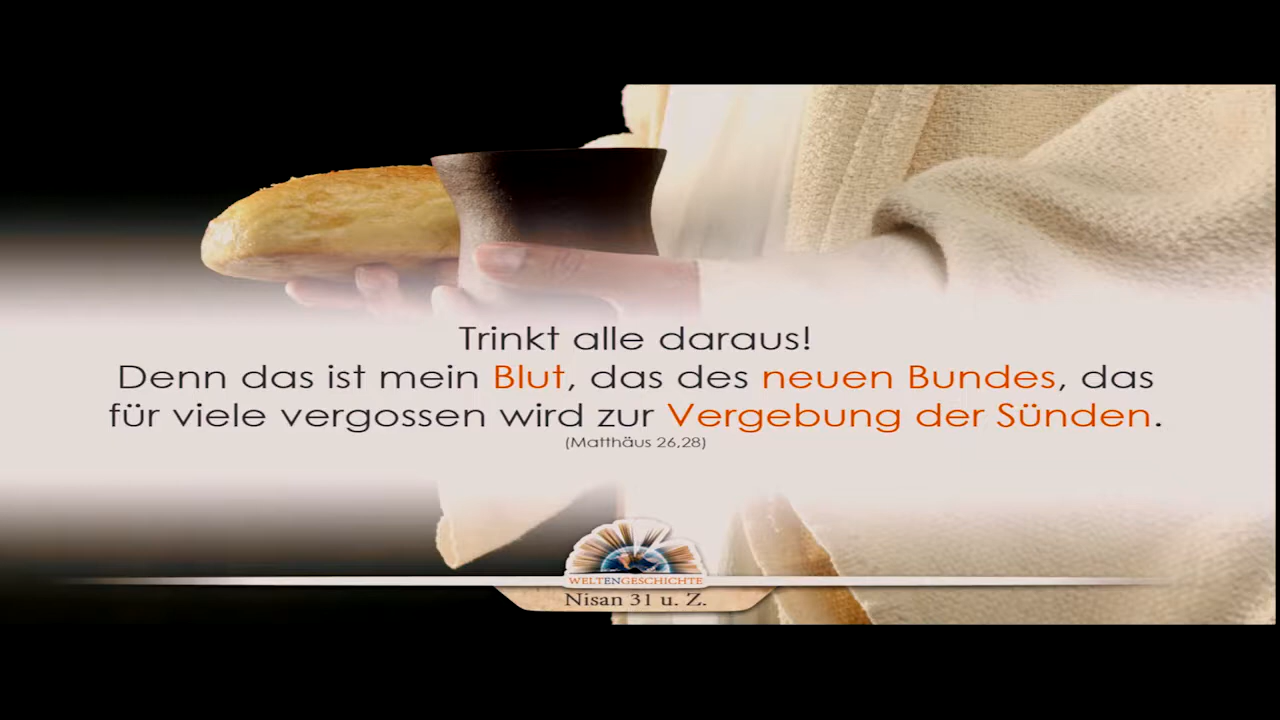 Trinkt alle daraus!
Denn das ist mein Blut, das des neuen Bundes, das
für viele vergossen wird zur Vergebung der Sünden.
(Matthäus 26,28)
WELTENGESCHICHTE
Nisan 31 u. Z.